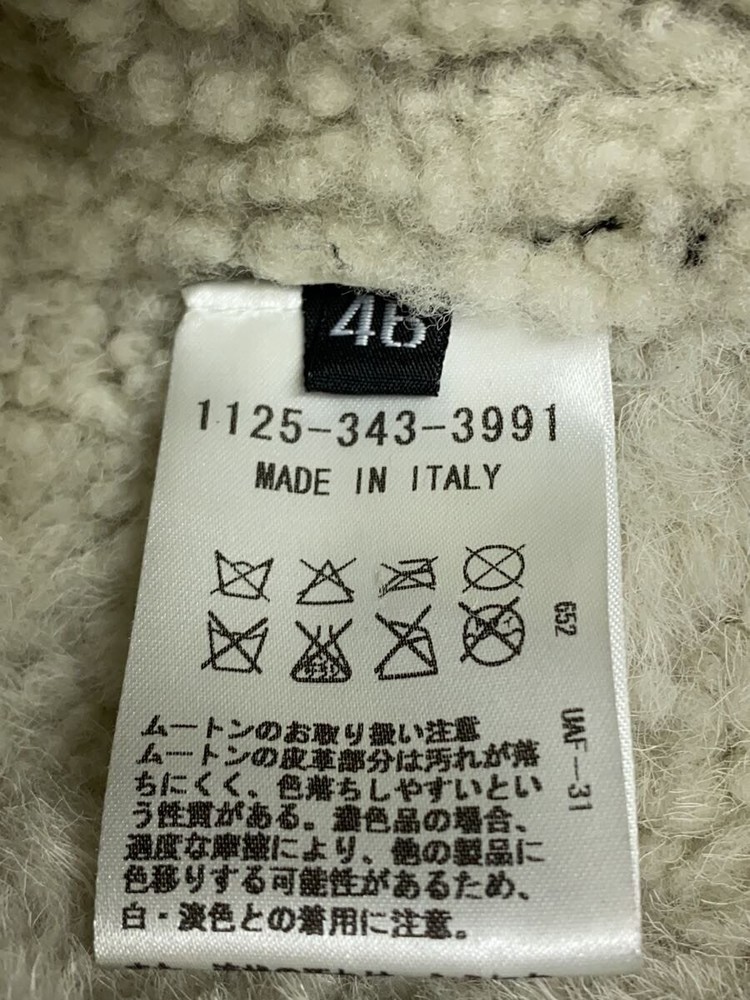 46
1125-343-3991
MADE IN ITALY
652
UAF-31
ムートンのお取り扱い注意
ムートンの皮革部分は汚れが落
ちにくく、色落ちしやすいとい
う性質がある。濃色品の場合、
過度な摩擦により、他の製品に
色移りする可能性があるため、
白・淡色との着用に注意。